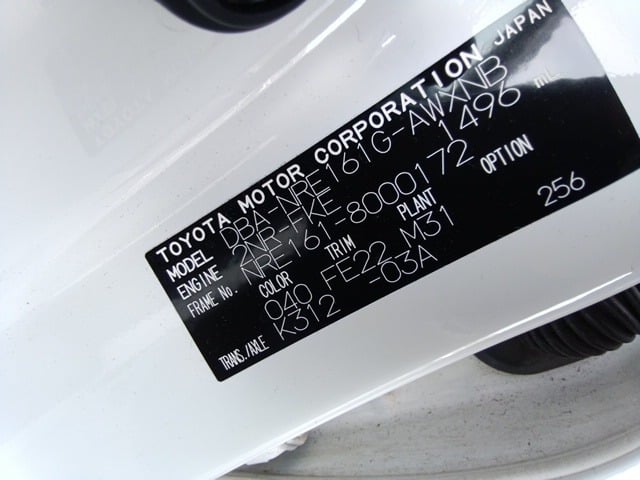 TOYOTA MOTOR CORPORATION JAPAN
MODEL DBA-NRE161G-AWXNB
ENGINE 2NR-FKE 1496 mL
FRAME No. NRE161-8000172
COLOR TRIM PLANT OPTION
040 FE22 M31 256
TRANS./AXLE K312 -03A